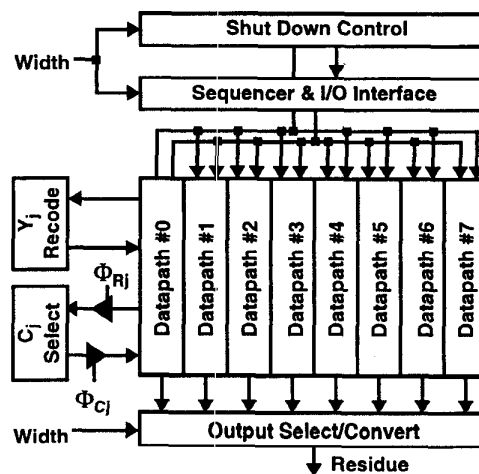 Shut Down Control
Width
Sequencer & I/O Interface
Yj
Recode
Cj
Select
ΦRj
ΦCj
Datapath #0
Datapath #1
Datapath #2
Datapath #3
Datapath #4
Datapath #5
Datapath #6
Datapath #7
Width
Output Select/Convert
Residue